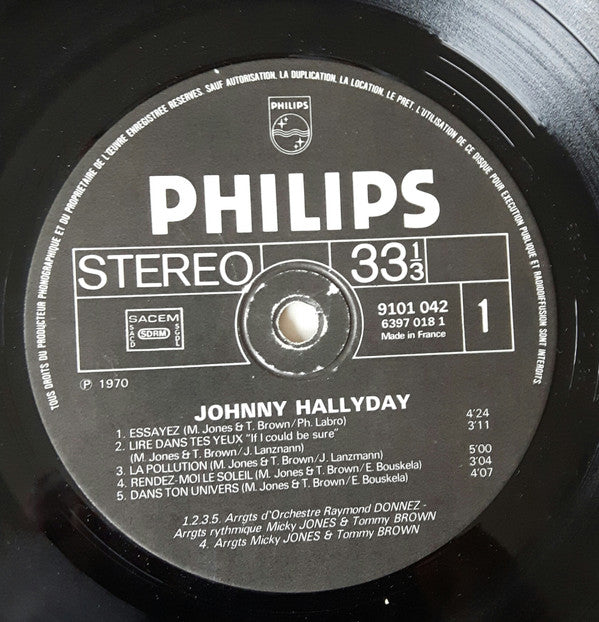 TOUS DROITS DU PRODUCTEUR PHONOGRAPHIQUE ET DU PROPRIETAIRE DE L'ŒUVRE ENREGISTREE RESERVES. SAUF AUTORISATION, LA DUPLICATION, LA LOCATION, LE PRET, L'UTILISATION DE CE DISQUE POUR EXECUTION PUBLIQUE ET RADIODIFFUSION SONT INTERDITS
PHILIPS
PHILIPS
STEREO
33 1/3
SACEM
SACD
SDRM
SGDL
9101 042
6397 018 1
Made in France
1
℗ 1970
JOHNNY HALLYDAY
1. ESSAYEZ (M. Jones & T. Brown/Ph. Labro) 4'24
2. LIRE DANS TES YEUX "If I could be sure" 3'11
(M. Jones & T. Brown/J. Lanznann)
3. LA POLLUTION (M. Jones & T. Brown/J. Lanzmann) 5'00
4. RENDEZ-MOI LE SOLEIL (M. Jones & T. Brown/E. Bouskela) 3'04
5. DANS TON UNIVERS (M. Jones & T. Brown/E. Bouskela) 4'07
1.2.3.5. Arrgts d'Orchestre Raymond DONNEZ -
Arrgts rythmique Micky JONES & Tommy BROWN
4. Arrgts Micky JONES & Tommy BROWN